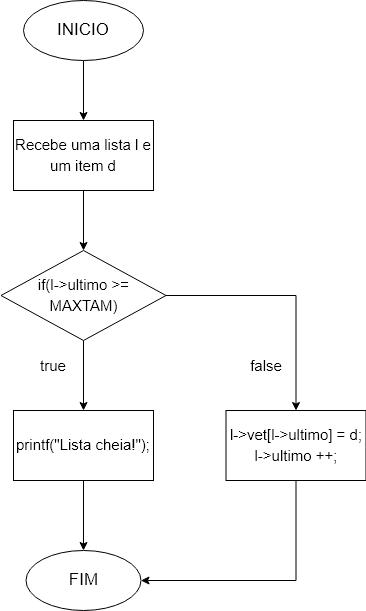 INICIO
Recebe uma lista l e
um item d
if(l->ultimo >=
MAXTAM)
true
false
printf("Lista cheia!");
l->vet[l->ultimo] = d;
l->ultimo ++;
FIM